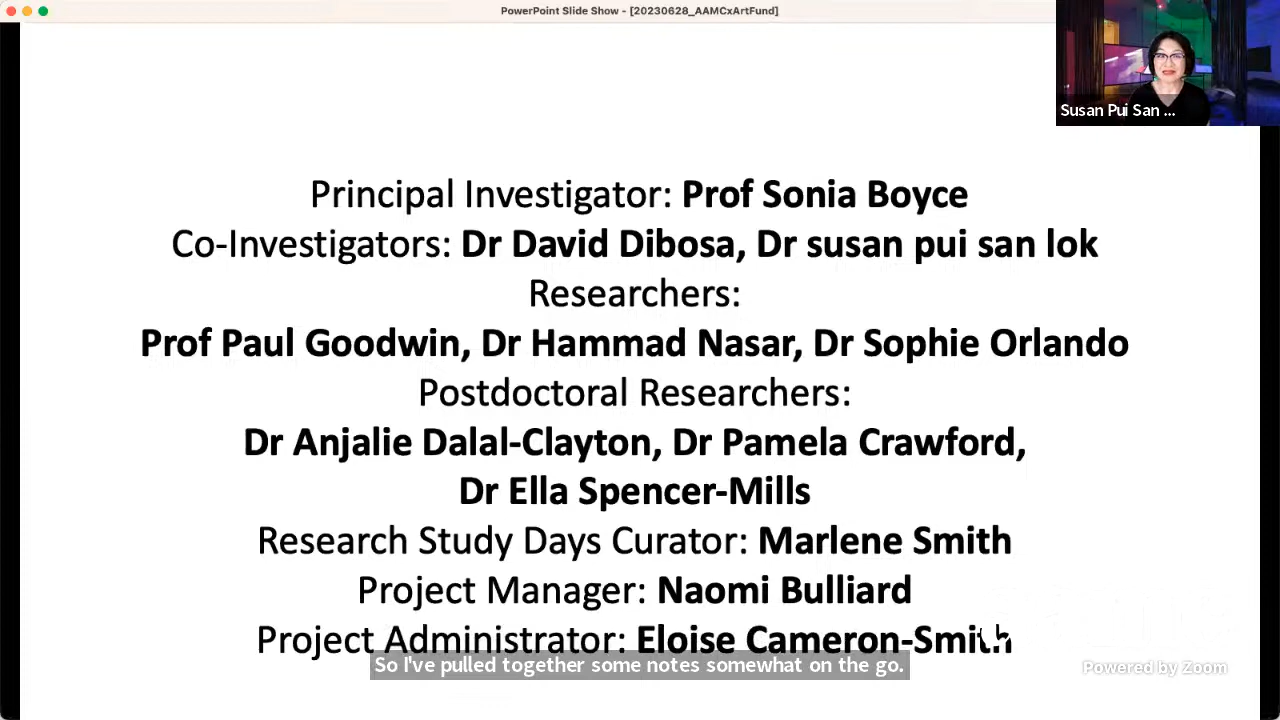 PowerPoint Slide Show - [20230628_AAMCxArtFund]
Susan Pui San ...
Principal Investigator: Prof Sonia Boyce
Co-Investigators: Dr David Dibosa, Dr susan pui san lok
Researchers:
Prof Paul Goodwin, Dr Hammad Nasar, Dr Sophie Orlando
Postdoctoral Researchers:
Dr Anjalie Dalal-Clayton, Dr Pamela Crawford,
Dr Ella Spencer-Mills
Research Study Days Curator: Marlene Smith
Project Manager: Naomi Bulliard
Project Administrator: Eloise Cameron-Smith
So I've pulled together some notes somewhat on the go.
Powered by Zoom